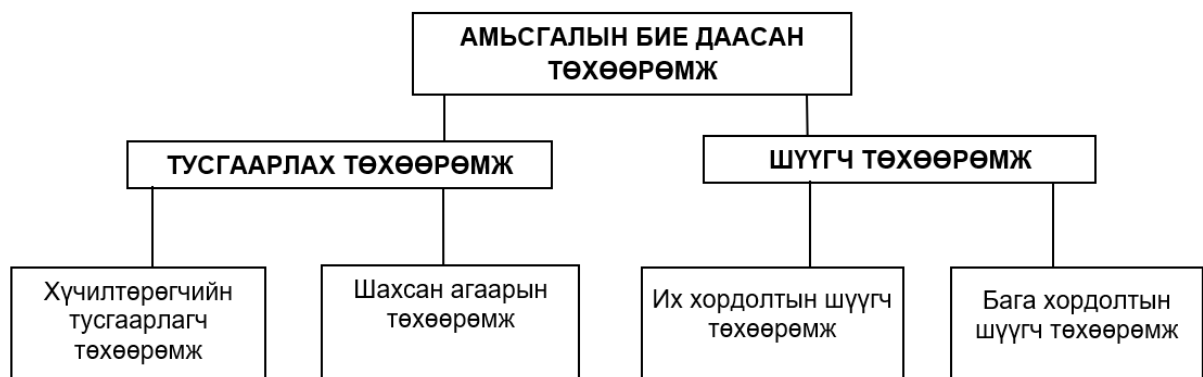 АМЬСГАЛЫН БИЕ ДААСАН
ТӨХӨӨРӨМЖ
ТУСГААРЛАХ ТӨХӨӨРӨМЖ
ШҮҮГЧ ТӨХӨӨРӨМЖ
Хүчилтөрөгчийн
тусгаарлагч
төхөөрөмж
Шахсан агаарын
төхөөрөмж
Их хордолтын шүүгч
төхөөрөмж
Бага хордолтын
шүүгч төхөөрөмж